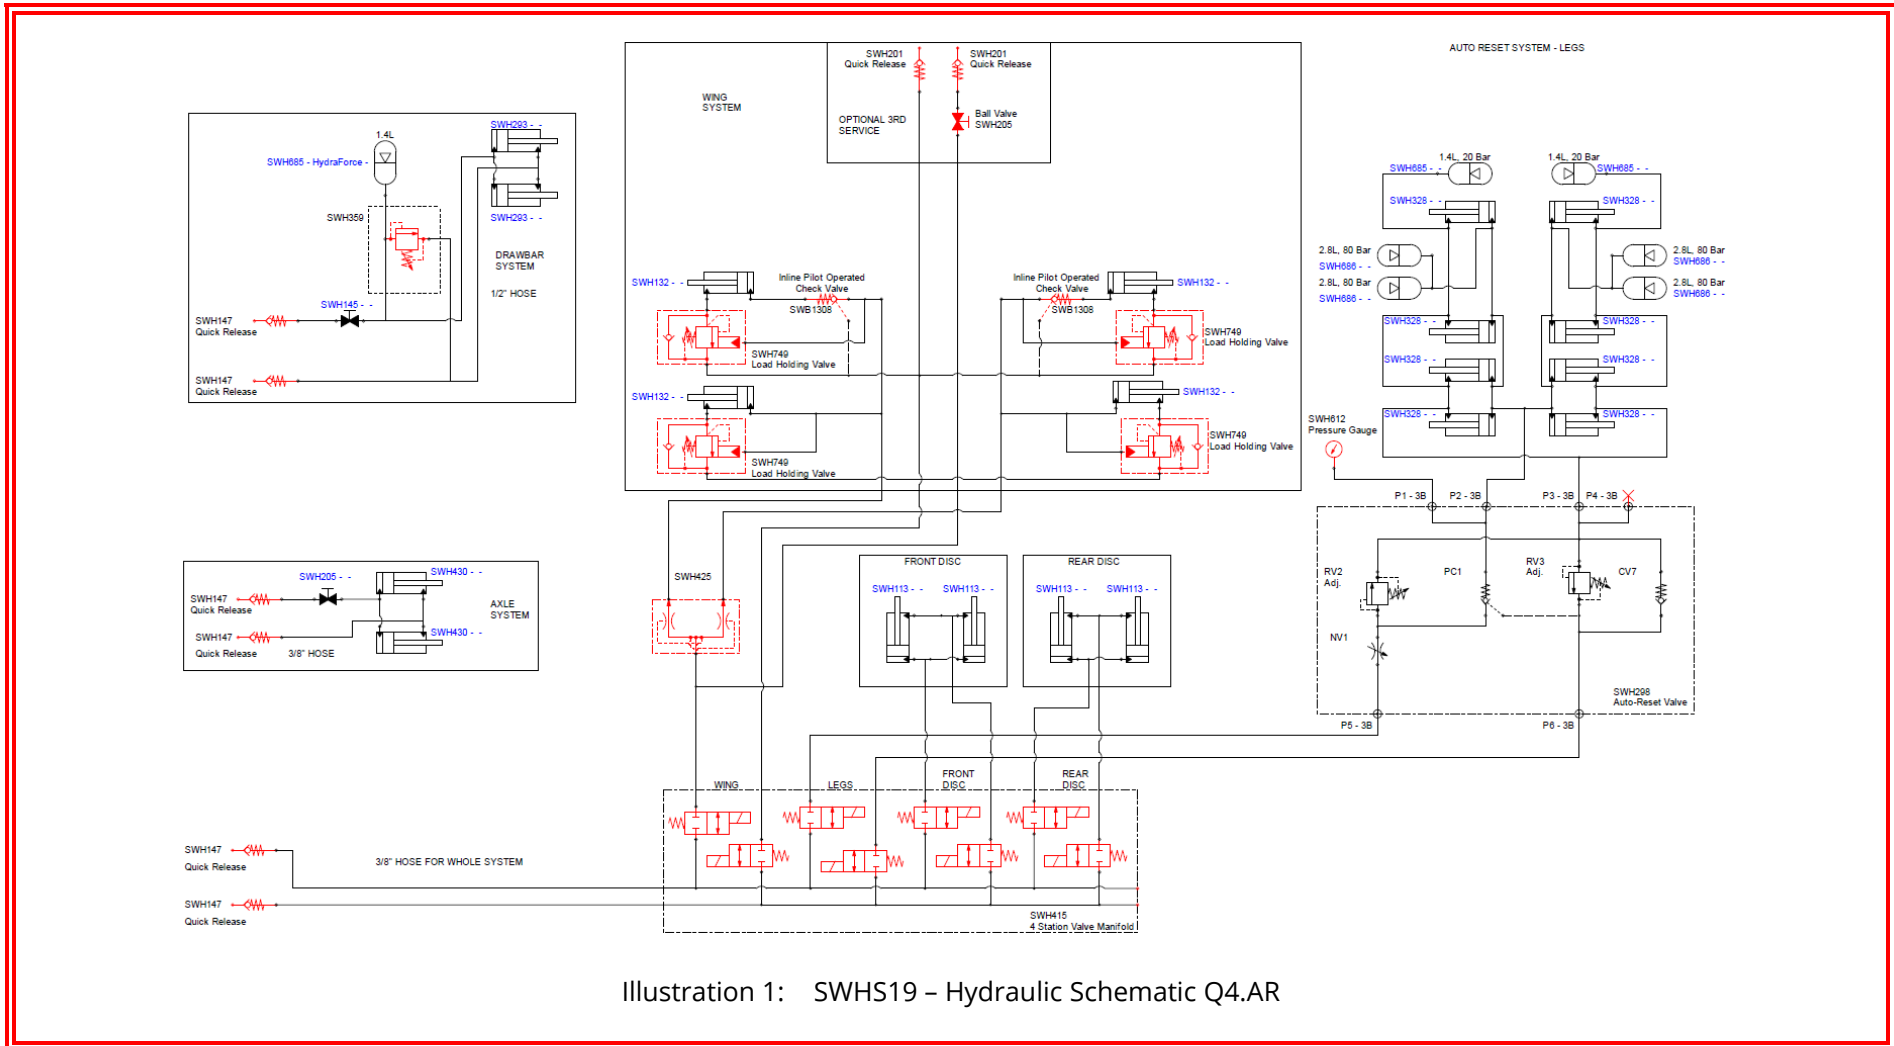 AUTO RESET SYSTEM - LEGS
SWH201
Quick Release
SWH201
Quick Release
WING
SYSTEM
OPTIONAL 3RD
SERVICE
Ball Valve
SWH205
1.4L
SWH685 - HydraForce -
SWH293 - -
SWH293 - -
SWH359
DRAWBAR
SYSTEM
1/2" HOSE
SWH145 - -
SWH147
Quick Release
SWH147
Quick Release
SWH132 - -
Inline Pilot Operated
Check Valve
SWB1308
SWH749
Load Holding Valve
SWH132 - -
SWH749
Load Holding Valve
Inline Pilot Operated
Check Valve
SWB1308
SWH132 - -
SWH749
Load Holding Valve
SWH132 - -
SWH749
Load Holding Valve
1.4L, 20 Bar
SWH685 - -
1.4L, 20 Bar
SWH685 - -
SWH328 - -
SWH328 - -
2.8L, 80 Bar
SWH686 - -
2.8L, 80 Bar
SWH686 - -
2.8L, 80 Bar
SWH686 - -
2.8L, 80 Bar
SWH686 - -
SWH328 - -
SWH328 - -
SWH328 - -
SWH328 - -
SWH328 - -
SWH328 - -
SWH612
Pressure Gauge
P1 - 3B
P2 - 3B
P3 - 3B
P4 - 3B
RV2
Adj.
PC1
RV3
Adj.
CV7
NV1
SWH298
Auto-Reset Valve
P5 - 3B
P6 - 3B
SWH205 - -
SWH430 - -
SWH147
Quick Release
AXLE
SYSTEM
SWH147
Quick Release
3/8" HOSE
SWH430 - -
SWH425
FRONT DISC
SWH113 - -
SWH113 - -
REAR DISC
SWH113 - -
SWH113 - -
WING
LEGS
FRONT
DISC
REAR
DISC
SWH147
Quick Release
3/8" HOSE FOR WHOLE SYSTEM
SWH147
Quick Release
SWH415
4 Station Valve Manifold
Illustration 1: SWHS19 – Hydraulic Schematic Q4.AR